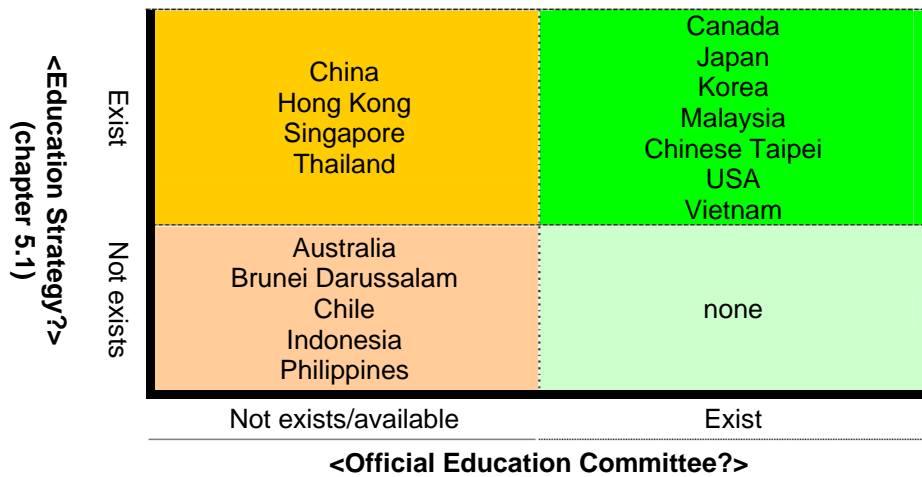 <Education Strategy?>
(chapter 5.1)
Exist
China
Hong Kong
Singapore
Thailand
Canada
Japan
Korea
Malaysia
Chinese Taipei
USA
Vietnam
Not exists
Australia
Brunei Darussalam
Chile
Indonesia
Philippines
none
Not exists/available
Exist
<Official Education Committee?>